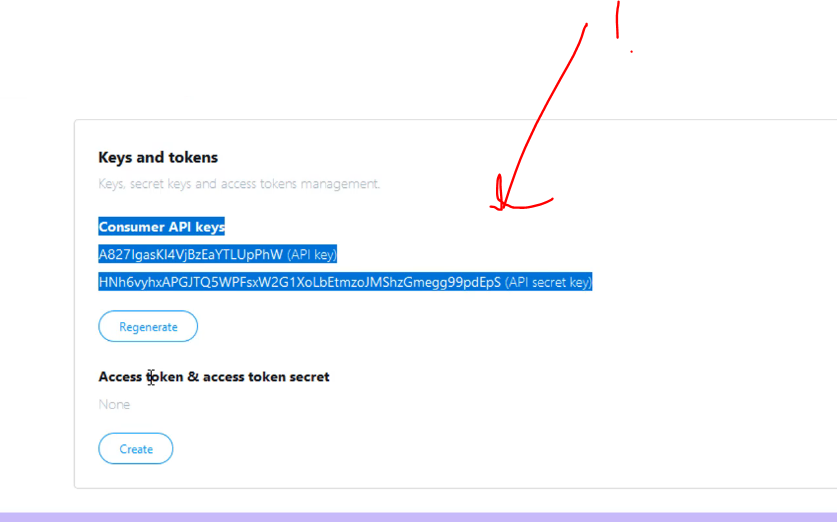 Keys and tokens
Keys, secret keys and access tokens management.
Consumer API keys
A827IgasKI4VjBzEaYTLUpPhW (API key)
HNh6vyhxAPGJTQ5WPFsxW2G1XoLbEtmzoJMShzGmegg99pdEpS (API secret key)
Regenerate
Access token & access token secret
None
Create